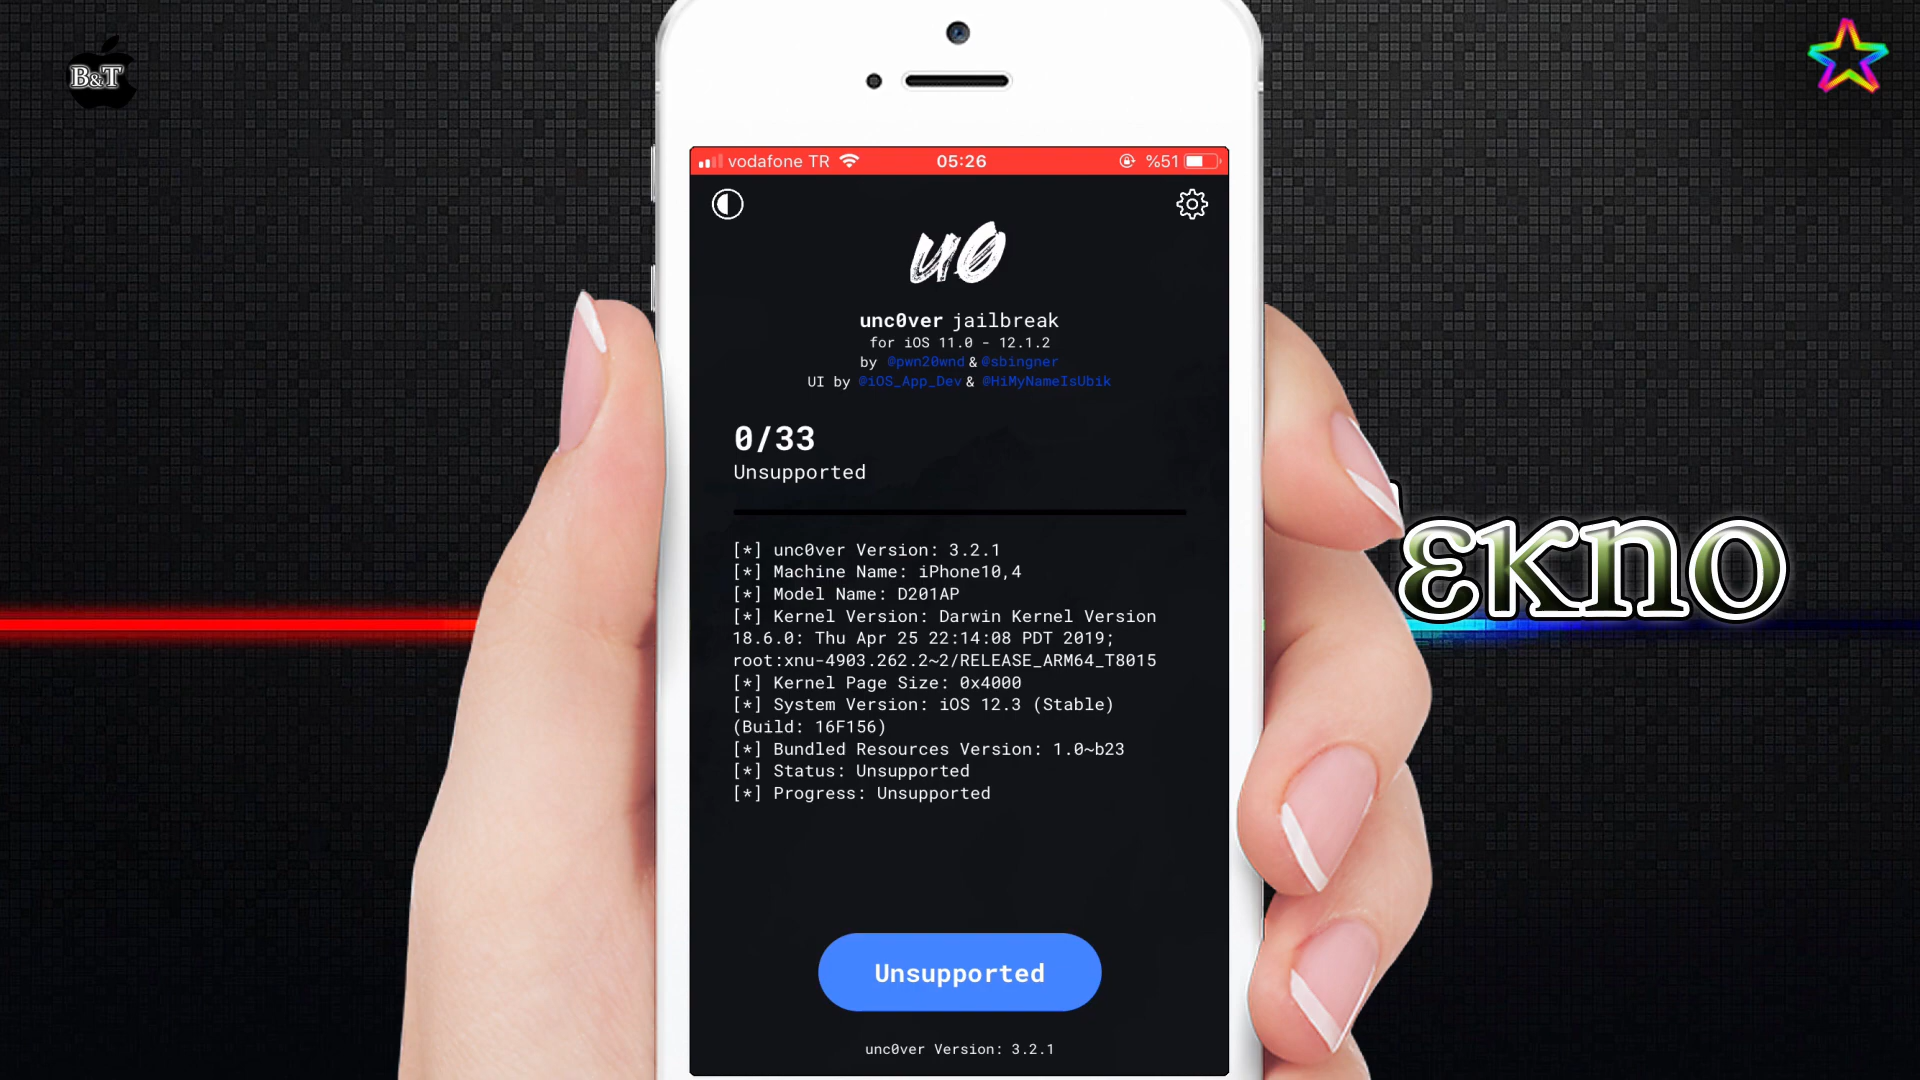 B&T
vodafone TR 05:26 %51
u0
unc0ver jailbreak
for iOS 11.0 - 12.1.2
by @pwn20wnd & @sbingner
UI by @iOS_App_Dev & @HiMyNameIsUbik
0/33
Unsupported
[*] unc0ver Version: 3.2.1
[*] Machine Name: iPhone10,4
[*] Model Name: D201AP
[*] Kernel Version: Darwin Kernel Version
18.6.0: Thu Apr 25 22:14:08 PDT 2019;
root:xnu-4903.262.2~2/RELEASE_ARM64_T8015
[*] Kernel Page Size: 0x4000
[*] System Version: iOS 12.3 (Stable)
(Build: 16F156)
[*] Bundled Resources Version: 1.0~b23
[*] Status: Unsupported
[*] Progress: Unsupported
εκnο
Unsupported
unc0ver Version: 3.2.1